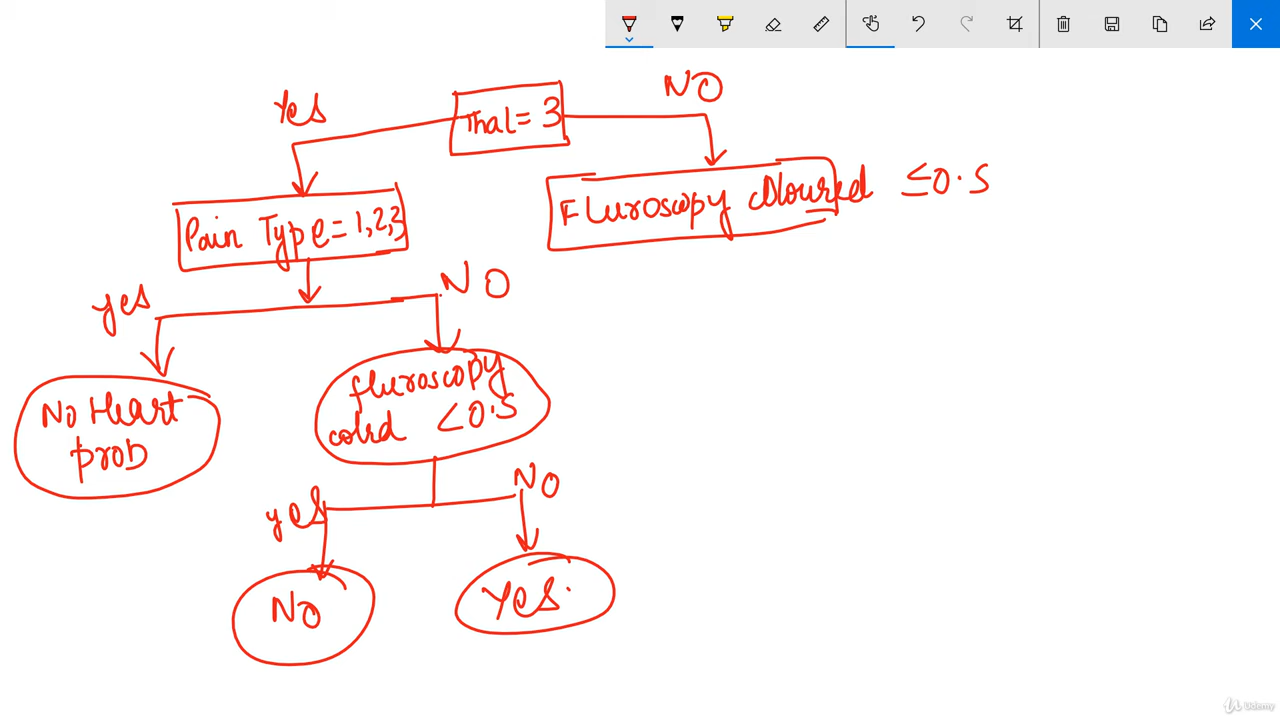 Yes
Thal = 3
NO
Pain Type = 1,2,3
Fluroscopy coloured ≤0.5
yes
NO
No Heart
prob
fluroscopy
colrd <0.5
yes
NO
No
Yes.
Udemy